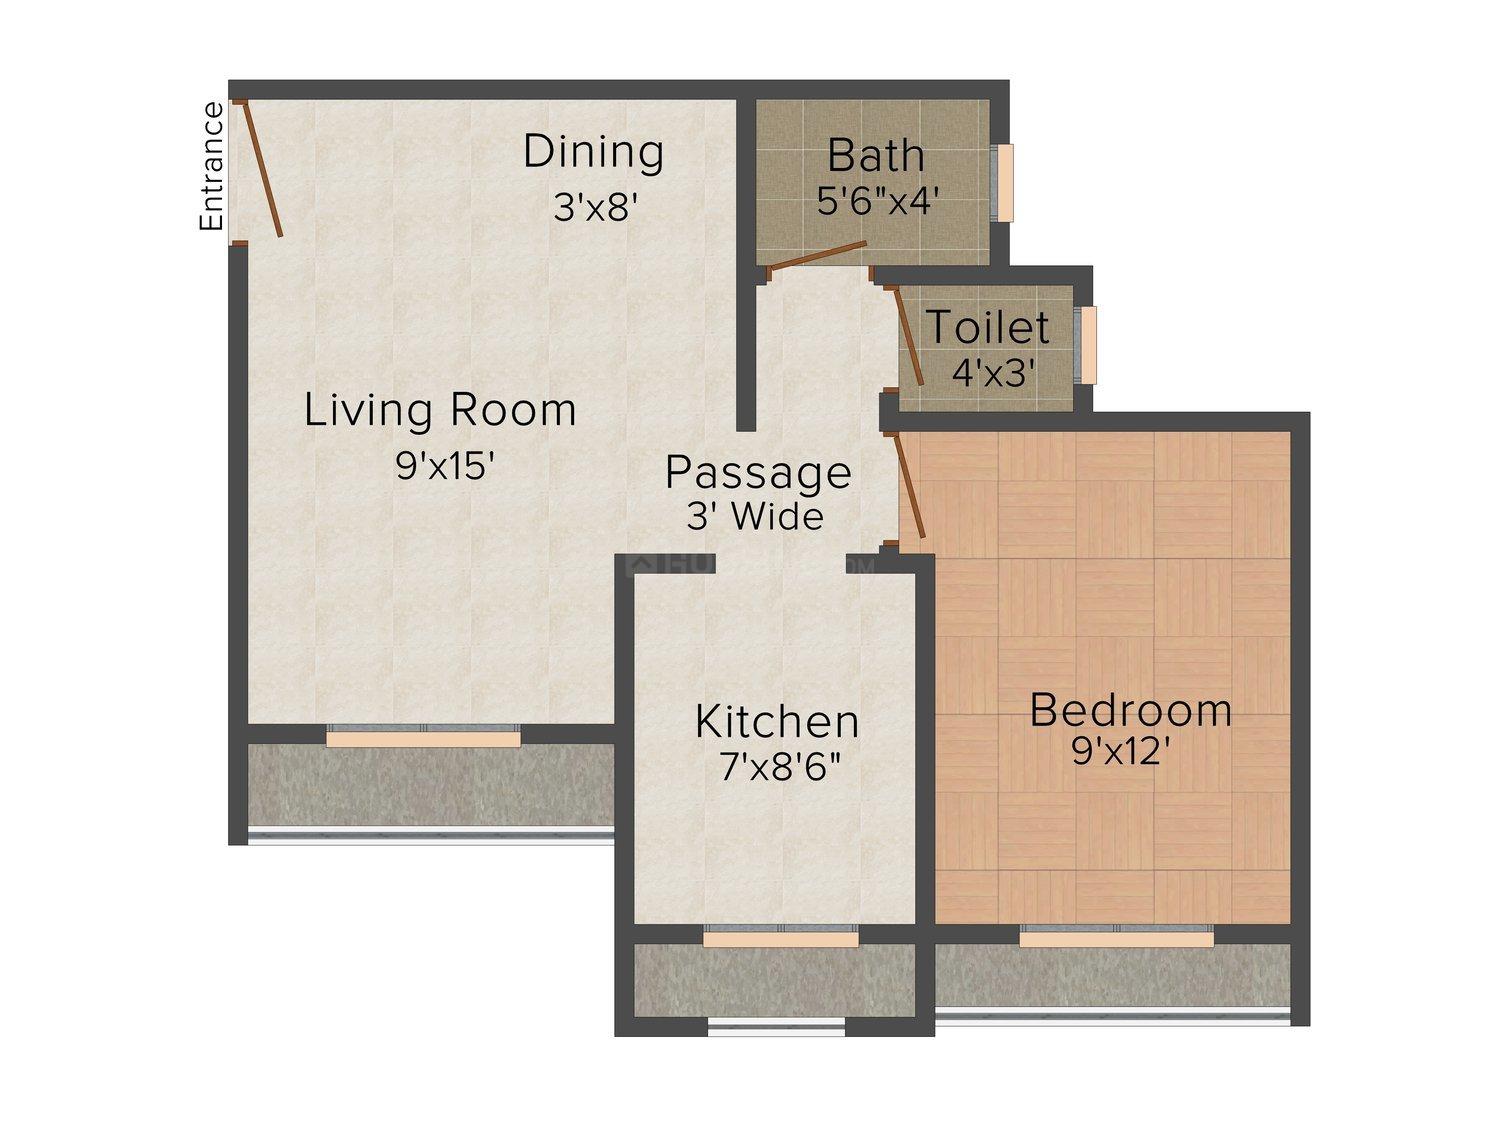 Entrance
Dining
3'x8'
Bath
5'6"x4'
Toilet
4'x3'
Living Room
9'x15'
Passage
3' Wide
Kitchen
7'x8'6"
Bedroom
9'x12'